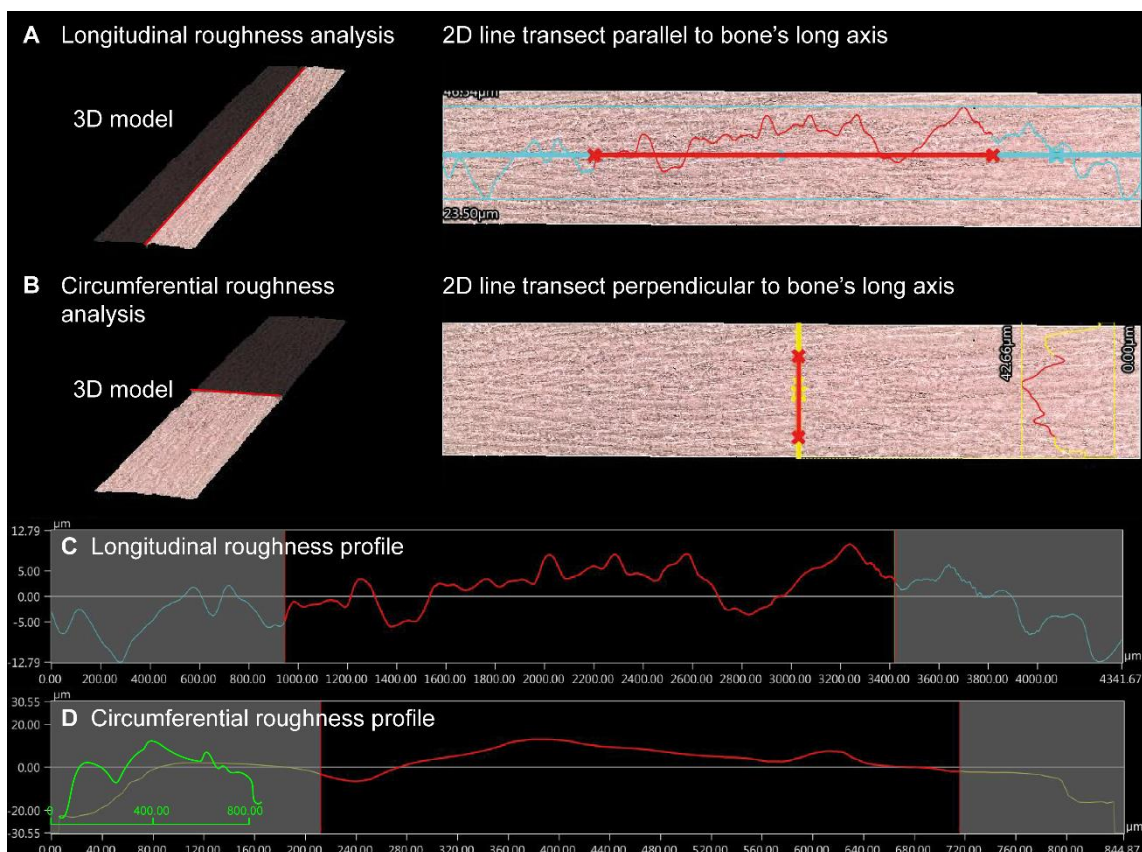 A Longitudinal roughness analysis
2D line transect parallel to bone's long axis
3D model
46.54µm
23.50µm
B Circumferential roughness analysis
2D line transect perpendicular to bone's long axis
3D model
42.66µm
0.00µm
µm
12.79
C Longitudinal roughness profile
5.00
0.00
-5.00
-12.79
µm
0.00 200.00 400.00 600.00 800.00 1000.00 1200.00 1400.00 1600.00 1800.00 2000.00 2200.00 2400.00 2600.00 2800.00 3000.00 3200.00 3400.00 3600.00 3800.00 4000.00 4341.67
µm
30.55
D Circumferential roughness profile
20.00
0.00
0 400.00 800.00
-20.00
-30.55
µm
0.00 40.00 80.00 120.00 160.00 200.00 240.00 280.00 320.00 360.00 400.00 440.00 480.00 520.00 560.00 600.00 640.00 680.00 720.00 760.00 800.00 844.87